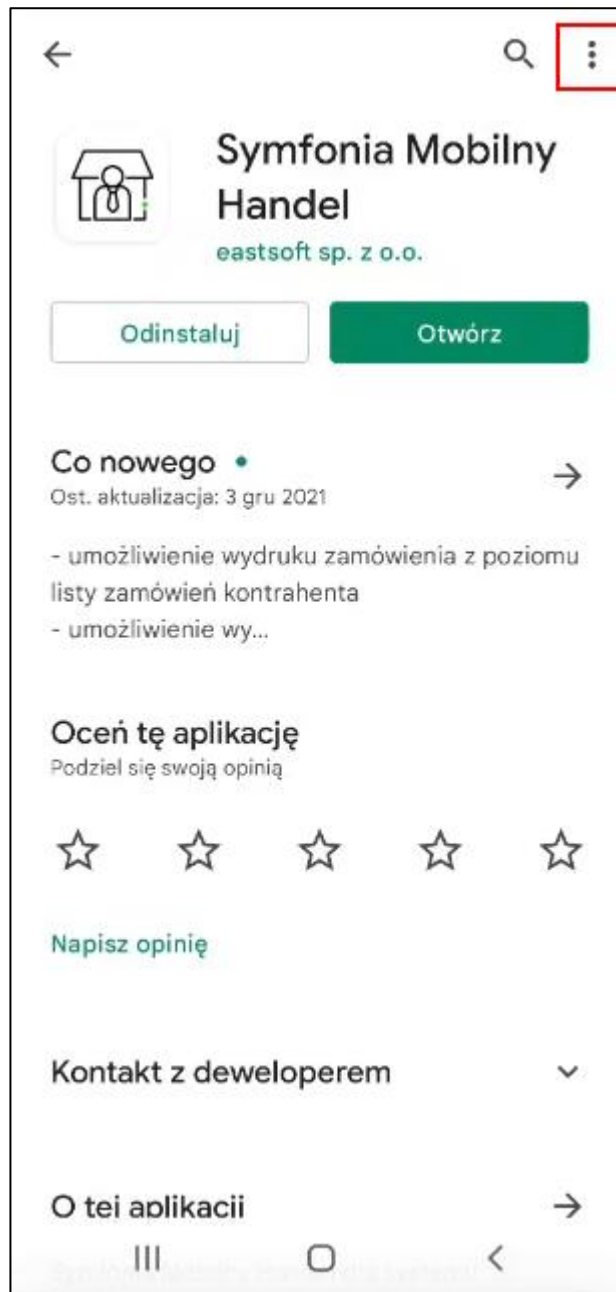 Symfonia Mobilny
Handel
eastsoft sp. z o.o.
Odinstaluj
Otwórz
Co nowego
Ost. aktualizacja: 3 gru 2021
- umożliwienie wydruku zamówienia z poziomu
listy zamówień kontrahenta
- umożliwienie wy...
Oceń tę aplikację
Podziel się swoją opinią
Napisz opinię
Kontakt z deweloperem
O tej aplikacji